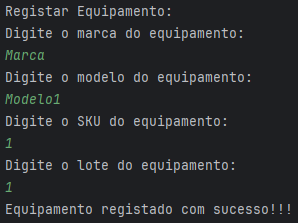 Registar Equipamento:
Digite o marca do equipamento:
Marca
Digite o modelo do equipamento:
Modelo1
Digite o SKU do equipamento:
1
Digite o lote do equipamento:
1
Equipamento registado com sucesso!!!